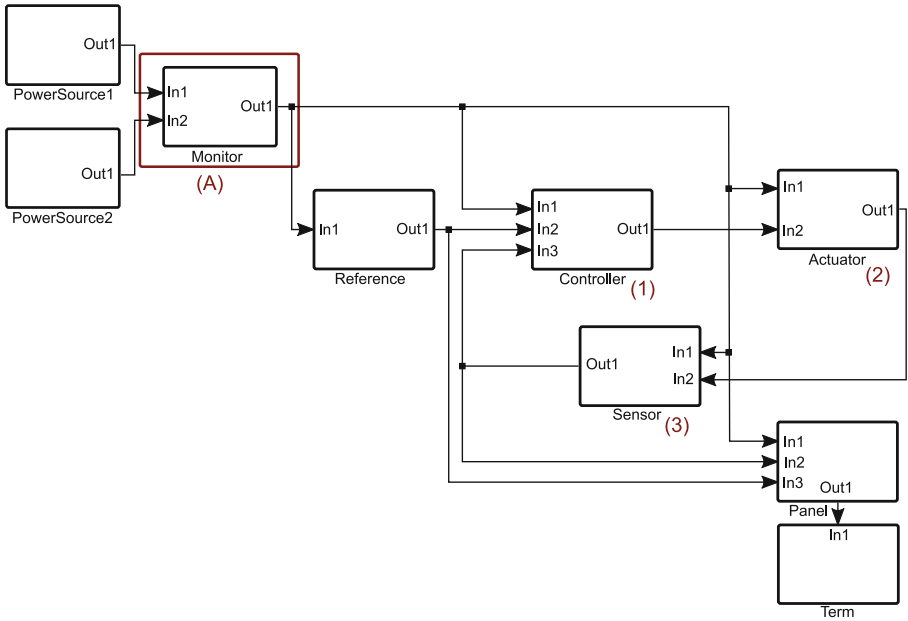 Out1
PowerSource1
In1
In2
Out1
Monitor
(A)
Out1
PowerSource2
In1
Out1
Reference
In1
In2
In3
Out1
Controller
(1)
In1
In2
Out1
Actuator
(2)
Out1
In1
In2
Sensor
(3)
In1
In2
In3
Out1
Panel
In1
Term